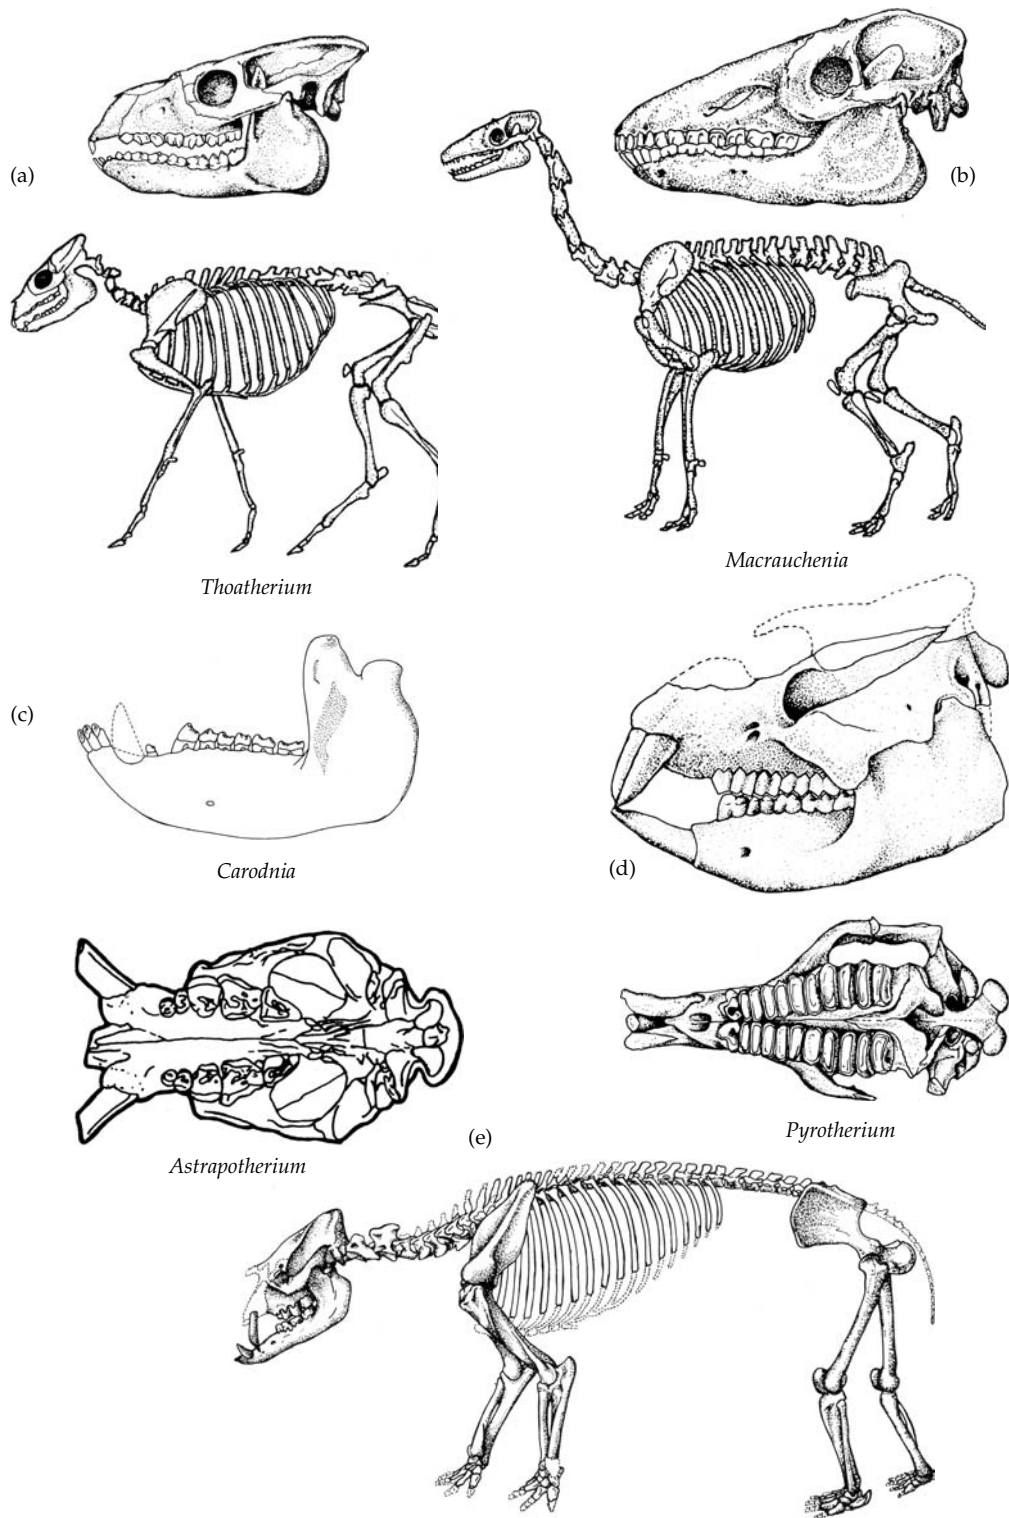 (a)
(b)
Thoatherium
Macrauchenia
(c)
Carodnia
(d)
Astrapotherium
(e)
Pyrotherium